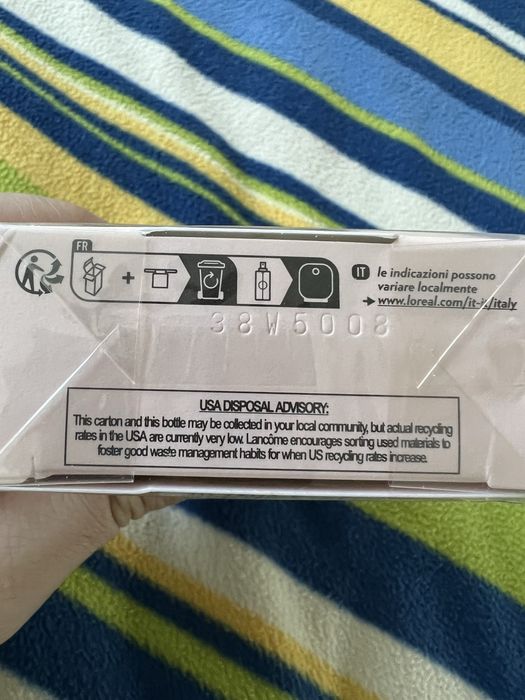 FR
IT le indicazioni possono
variare localmente
www.loreal.com/it-it/italy
38W5008
USA DISPOSAL ADVISORY:
This carton and this bottle may be collected in your local community, but actual recycling
rates in the USA are currently very low. Lancôme encourages sorting used materials to
foster good waste management habits for when US recycling rates increase.